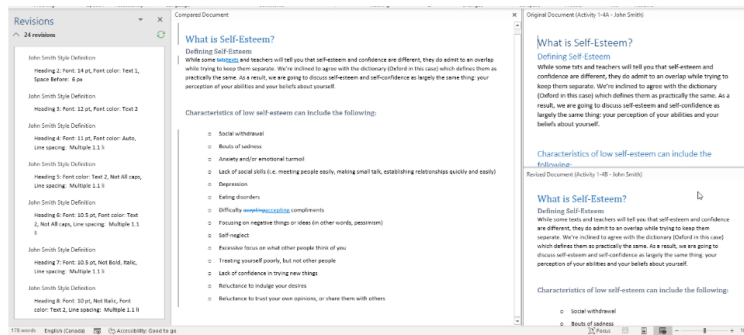 Revisions
24 revisions
John Smith Style Definition
Heading 2: Font: 14 pt, Font color: Text 1,
Space Before: 6 pa
John Smith Style Definition
Heading 3: Font: 12 pt, Font color: Text 2
John Smith Style Definition
Heading 4: Font: 11 pt, Font color: Auto,
Line spacing: Multiple 1.1 li
John Smith Style Definition
Heading 5: Font color: Text 2, Not All caps,
Line spacing: Multiple 1.1 li
John Smith Style Definition
Heading 6: Font: 10.5 pt, Font color: Text
2, Not All caps, Line spacing: Multiple 1.1
li
John Smith Style Definition
Heading 7: Font: 10.5 pt, Not Bold, Italic,
Line spacing: Multiple 1.1 li
John Smith Style Definition
Heading 8: Font: 10 pt, Not Italic, Font
color: Text 2, Line spacing: Multiple 1.1 li
Compared Document
What is Self-Esteem?
Defining Self-Esteem
While some tots texts and teachers will tell you that self-esteem and confidence are different, they do admit to an overlap
while trying to keep them separate. We're inclined to agree with the dictionary (Oxford in this case) which defines them as
practically the same. As a result, we are going to discuss self-esteem and self-confidence as largely the same thing: your
perception of your abilities and your beliefs about yourself.
Characteristics of low self-esteem can include the following:
Social withdrawal
Bouts of sadness
Anxiety and/or emotional turmoil
Lack of social skills (i.e. meeting people easily, making small talk, establishing relationships quickly and easily)
Depression
Eating disorders
Difficulty accepting compliments
Focusing on negative things or ideas (in other words, pessimism)
Self-neglect
Excessive focus on what other people think of you
Treating yourself poorly, but not other people
Lack of confidence in trying new things
Reluctance to indulge your desires
Reluctance to trust your own opinions, or share them with others
Original Document (Activity 1-4A - John Smith)
What is Self-Esteem?
Defining Self-Esteem
While some tots and teachers will tell you that self-esteem and
confidence are different, they do admit to an overlap while trying to
keep them separate. We're inclined to agree with the dictionary
(Oxford in this case) which defines them as practically the same. As a
result, we are going to discuss self-esteem and self-confidence as
largely the same thing: your perception of your abilities and your
beliefs about yourself.
Characteristics of low self-esteem can include the
following:
Revised Document (Activity 1-4B - John Smith)
What is Self-Esteem?
Defining Self-Esteem
While some texts and teachers will tell you that self-esteem and confidence
are different, they do admit to an overlap while trying to keep them
separate. We're inclined to agree with the dictionary (Oxford in this case)
which defines them as practically the same. As a result, we are going to
discuss self-esteem and self-confidence as largely the same thing: your
perception of your abilities and your beliefs about yourself.
Characteristics of low self-esteem can include the following:
Social withdrawal
Bouts of sadness
178 words English (Canada) Accessibility: Good to go Focus